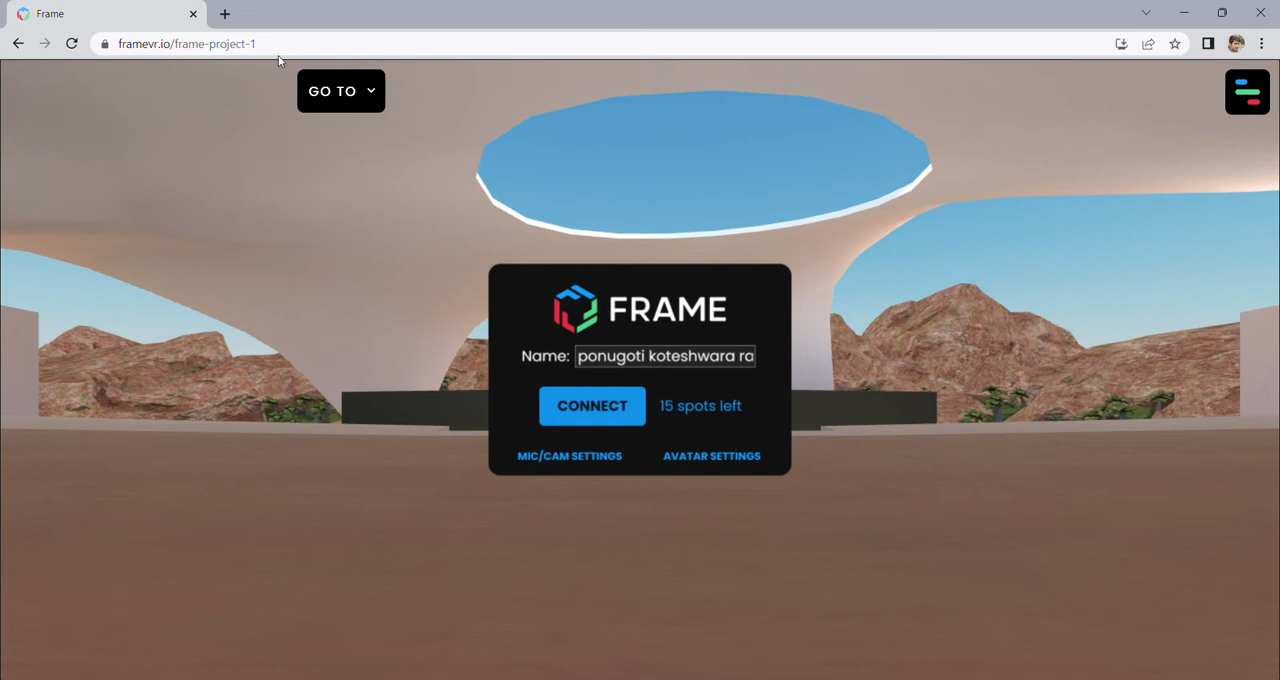 Frame
framevr.io/frame-project-1
GO TO
FRAME
Name: ponugoti koteshwara ra
CONNECT 15 spots left
MIC/CAM SETTINGS AVATAR SETTINGS